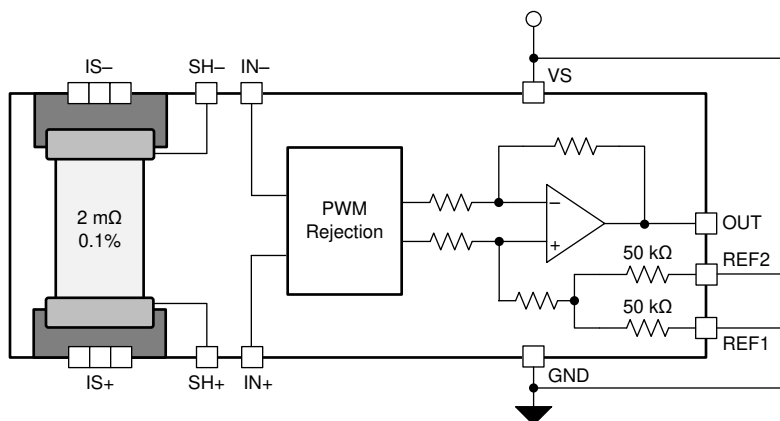 IS–
SH–
IN–
VS
2 mΩ
0.1%
PWM
Rejection
–
+
OUT
50 kΩ
REF2
50 kΩ
REF1
IS+
SH+
IN+
GND